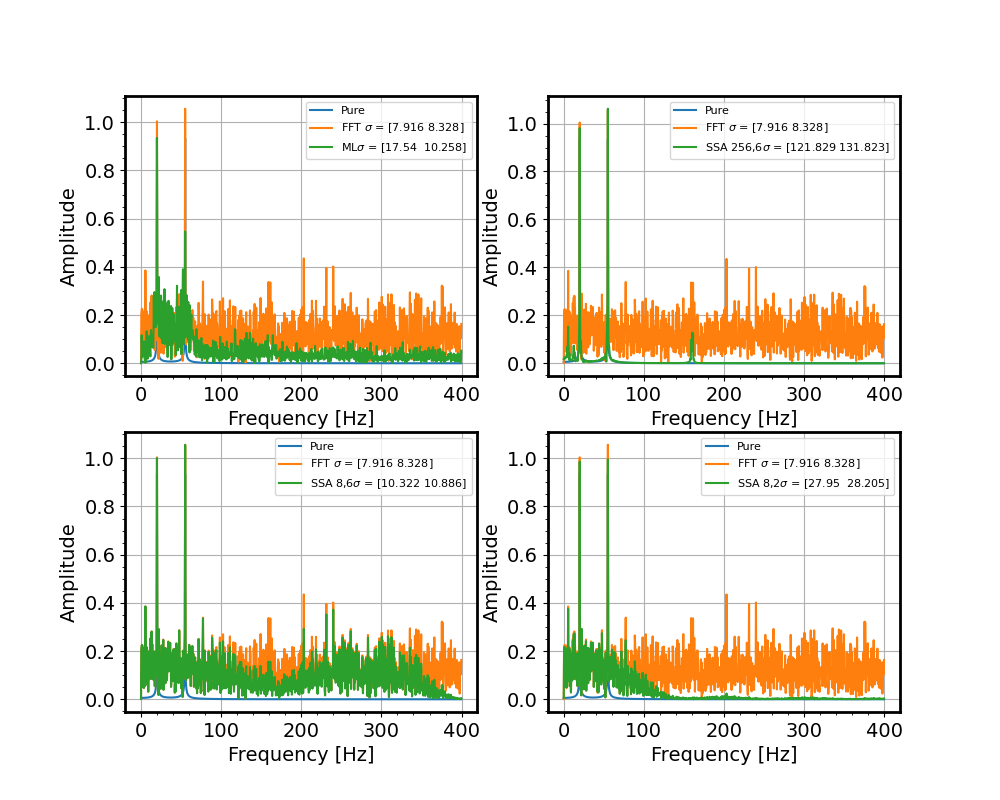 Pure
FFT σ = [7.916 8.328]
MLσ = [17.54 10.258]
1.0
0.8
0.6
0.4
0.2
0.0
Amplitude
0 100 200 300 400
Frequency [Hz]
Pure
FFT σ = [7.916 8.328]
SSA 256,6σ = [121.829 131.823]
1.0
0.8
0.6
0.4
0.2
0.0
Amplitude
0 100 200 300 400
Frequency [Hz]
Pure
FFT σ = [7.916 8.328]
SSA 8,6σ = [10.322 10.886]
1.0
0.8
0.6
0.4
0.2
0.0
Amplitude
0 100 200 300 400
Frequency [Hz]
Pure
FFT σ = [7.916 8.328]
SSA 8,2σ = [27.95 28.205]
1.0
0.8
0.6
0.4
0.2
0.0
Amplitude
0 100 200 300 400
Frequency [Hz]